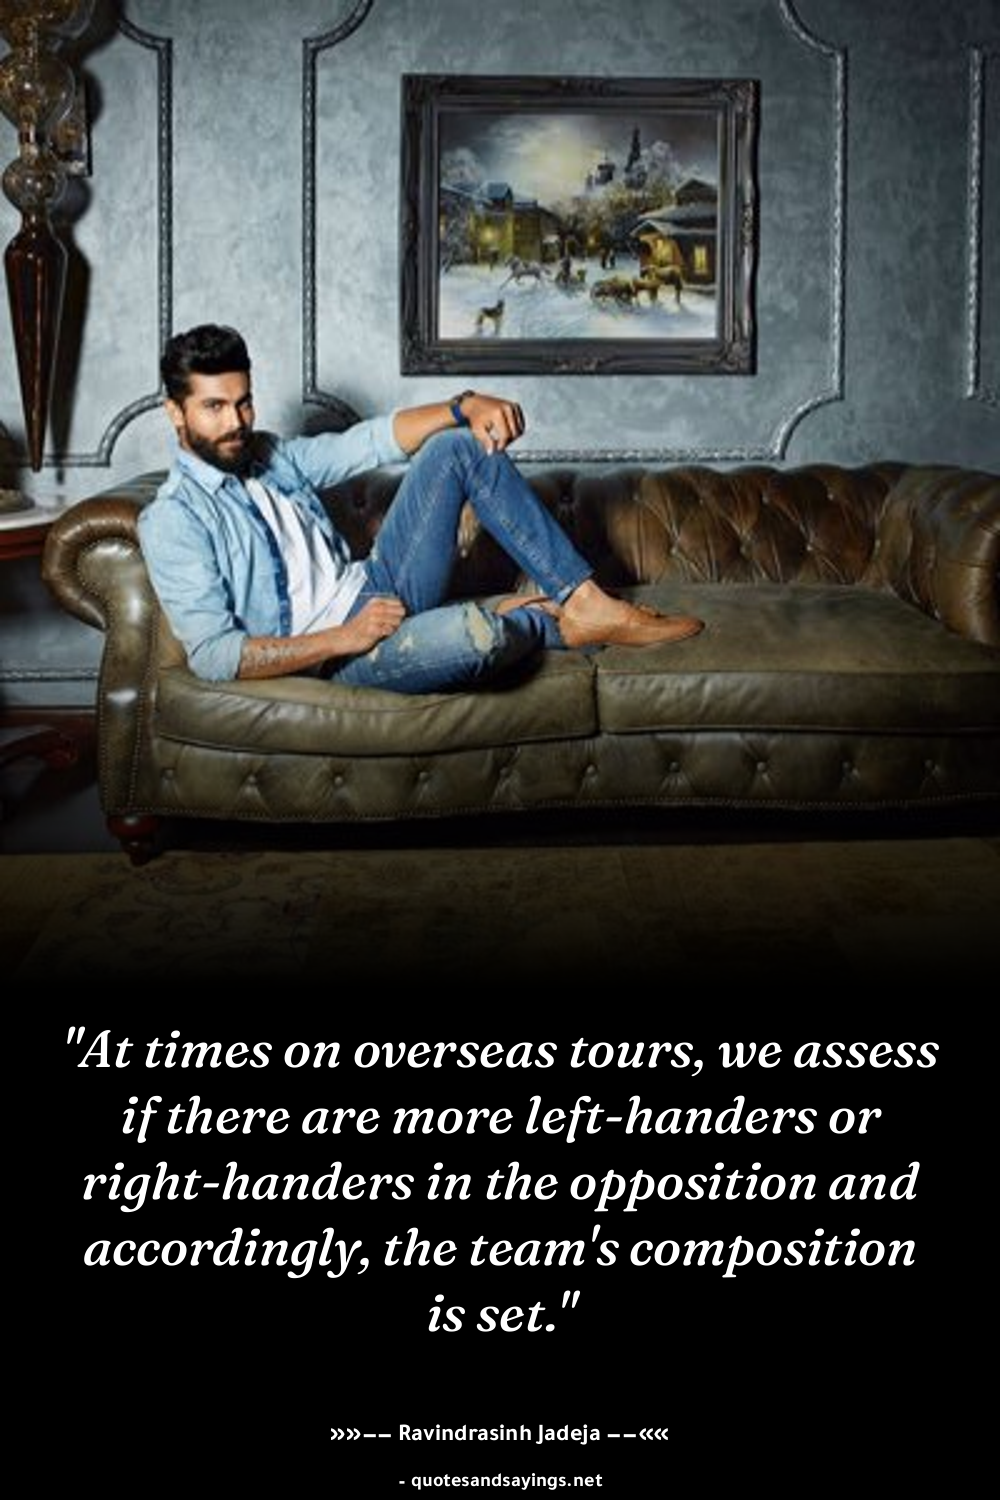 "At times on overseas tours, we assess
if there are more left-handers or
right-handers in the opposition and
accordingly, the team's composition
is set."
»»–– Ravindrasinh Jadeja ––««
- quotesandsayings.net